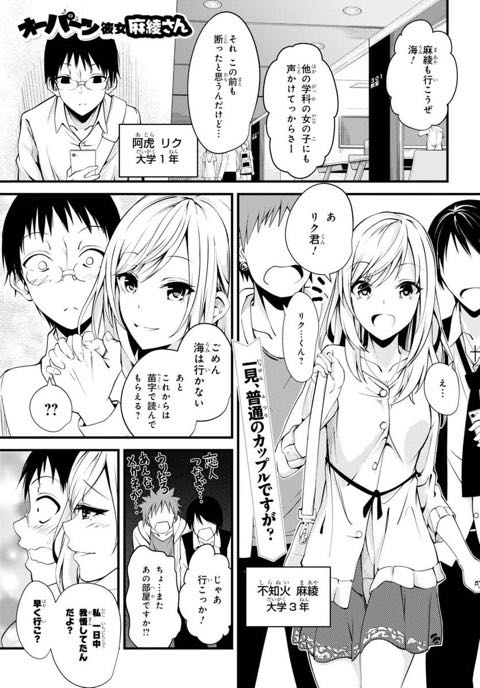 オーパーツ彼女 麻綾さん
麻綾も行こうぜ
海!
他の学科の女の子にも
声かけてっからさー
それ この前も
断ったと思うんだけど…
阿虎 リク
大学1年
あ
リク君!
リク…くん?
え…
一見、普通のカップルですが?
不知火 麻綾
大学3年
ごめん
海は行かない
あと
これからは
苗字で読んで
もらえる?
??
恋人
つなぎ…
ウソだろ
あんな
メガネが…
じゃあ
行こっか!
ちょ…また
あの部屋ですか!?
私 一日中
我慢してたん
だよ?
早く行こ?